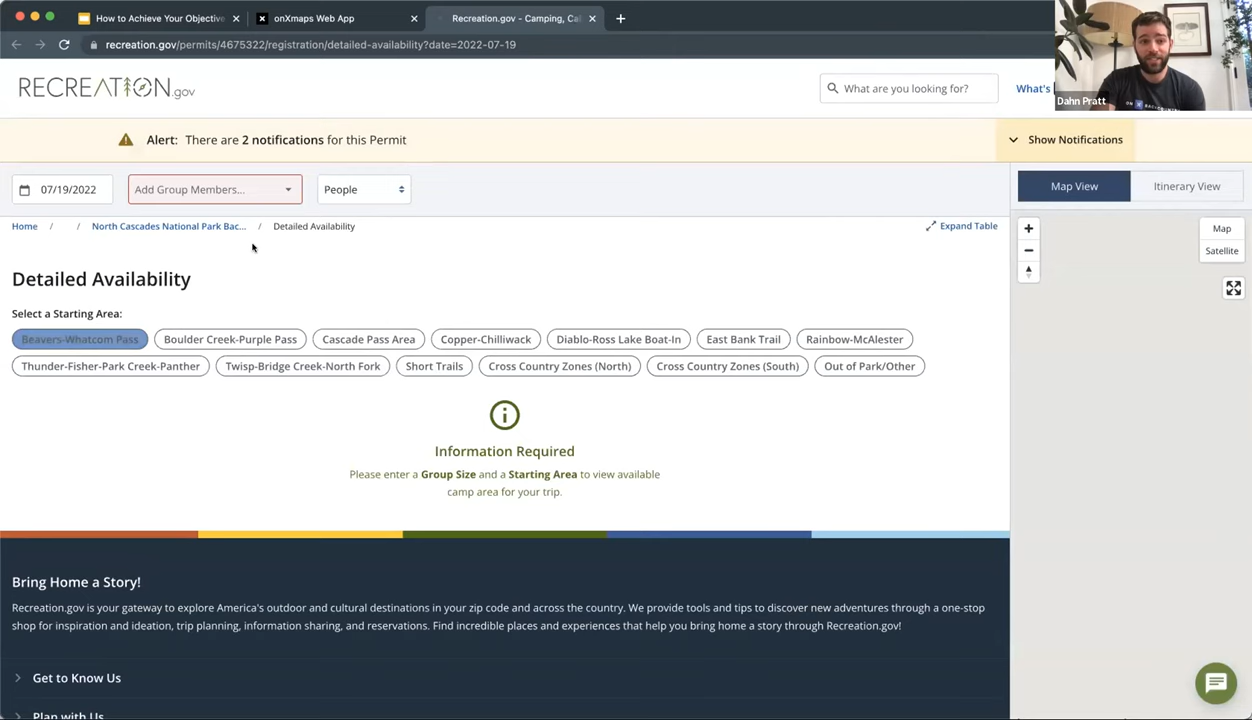 How to Achieve Your Objective
onXmaps Web App
Recreation.gov - Camping, Ca
recreation.gov/permits/4675322/registration/detailed-availability?date=2022-07-19
RECREATION.gov
What are you looking for?
What's
Dahn Pratt
Alert: There are 2 notifications for this Permit
Show Notifications
07/19/2022
Add Group Members...
People
Map View
Itinerary View
Home / / North Cascades National Park Bac... / Detailed Availability
Expand Table
Map
Satellite
Detailed Availability
Select a Starting Area:
Beavers-Whatcom Pass
Boulder Creek-Purple Pass
Cascade Pass Area
Copper-Chilliwack
Diablo-Ross Lake Boat-In
East Bank Trail
Rainbow-McAlester
Thunder-Fisher-Park Creek-Panther
Twisp-Bridge Creek-North Fork
Short Trails
Cross Country Zones (North)
Cross Country Zones (South)
Out of Park/Other
Information Required
Please enter a Group Size and a Starting Area to view available
camp area for your trip.
Bring Home a Story!
Recreation.gov is your gateway to explore America's outdoor and cultural destinations in your zip code and across the country. We provide tools and tips to discover new adventures through a one-stop
shop for inspiration and ideation, trip planning, information sharing, and reservations. Find incredible places and experiences that help you bring home a story through Recreation.gov!
Get to Know Us
Plan with Us